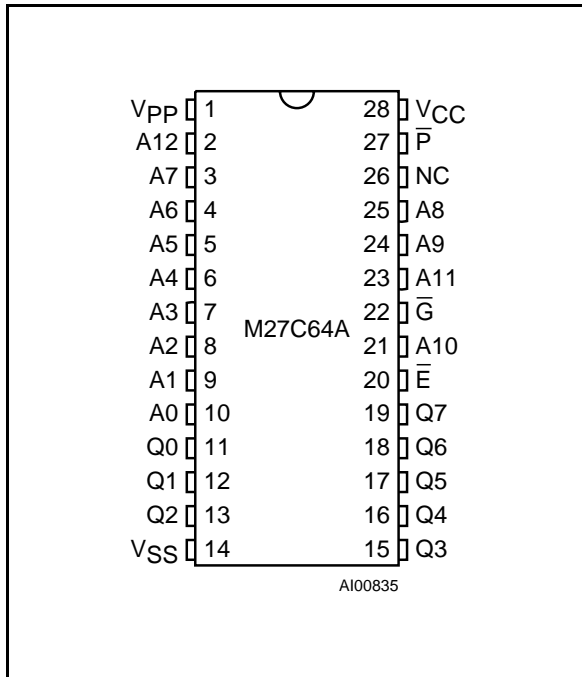 VPP 1 28 VCC
A12 2 27 P̅
A7 3 26 NC
A6 4 25 A8
A5 5 24 A9
A4 6 23 A11
A3 7 22 G̅
M27C64A
A2 8 21 A10
A1 9 20 E̅
A0 10 19 Q7
Q0 11 18 Q6
Q1 12 17 Q5
Q2 13 16 Q4
VSS 14 15 Q3
AI00835